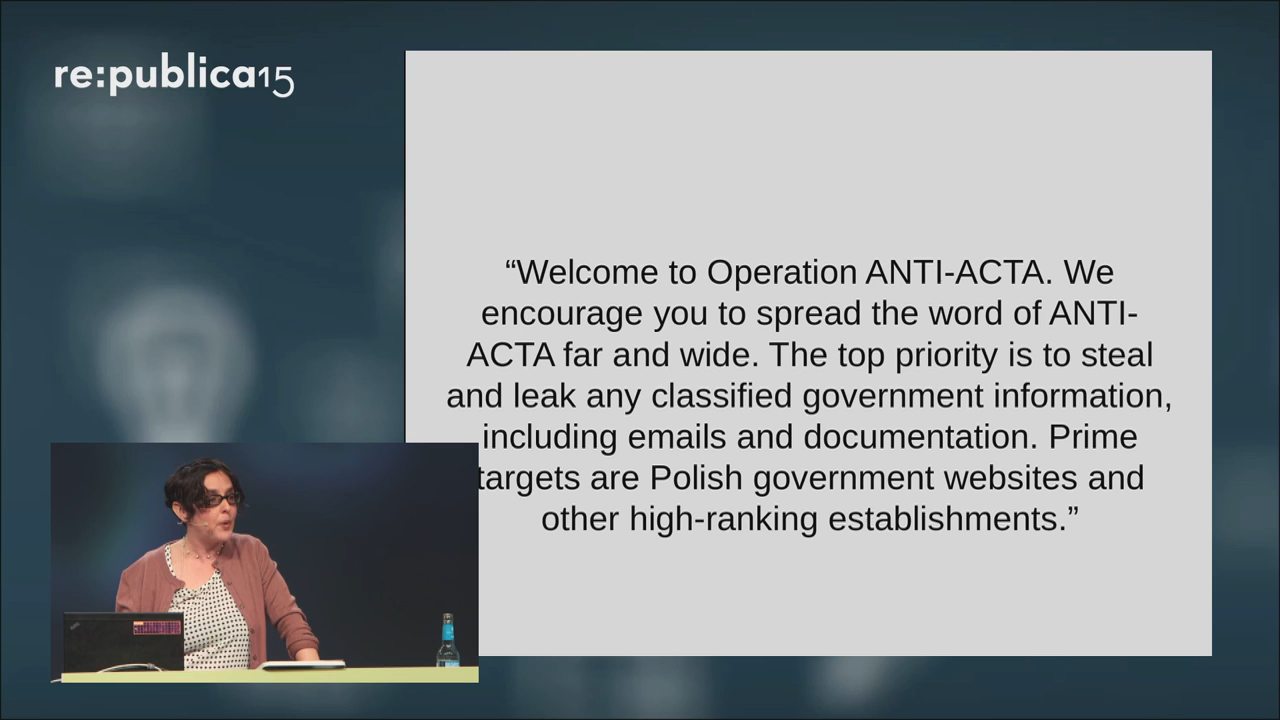 re:publica15
“Welcome to Operation ANTI-ACTA. We
encourage you to spread the word of ANTI-
ACTA far and wide. The top priority is to steal
and leak any classified government information,
including emails and documentation. Prime
targets are Polish government websites and
other high-ranking establishments.”